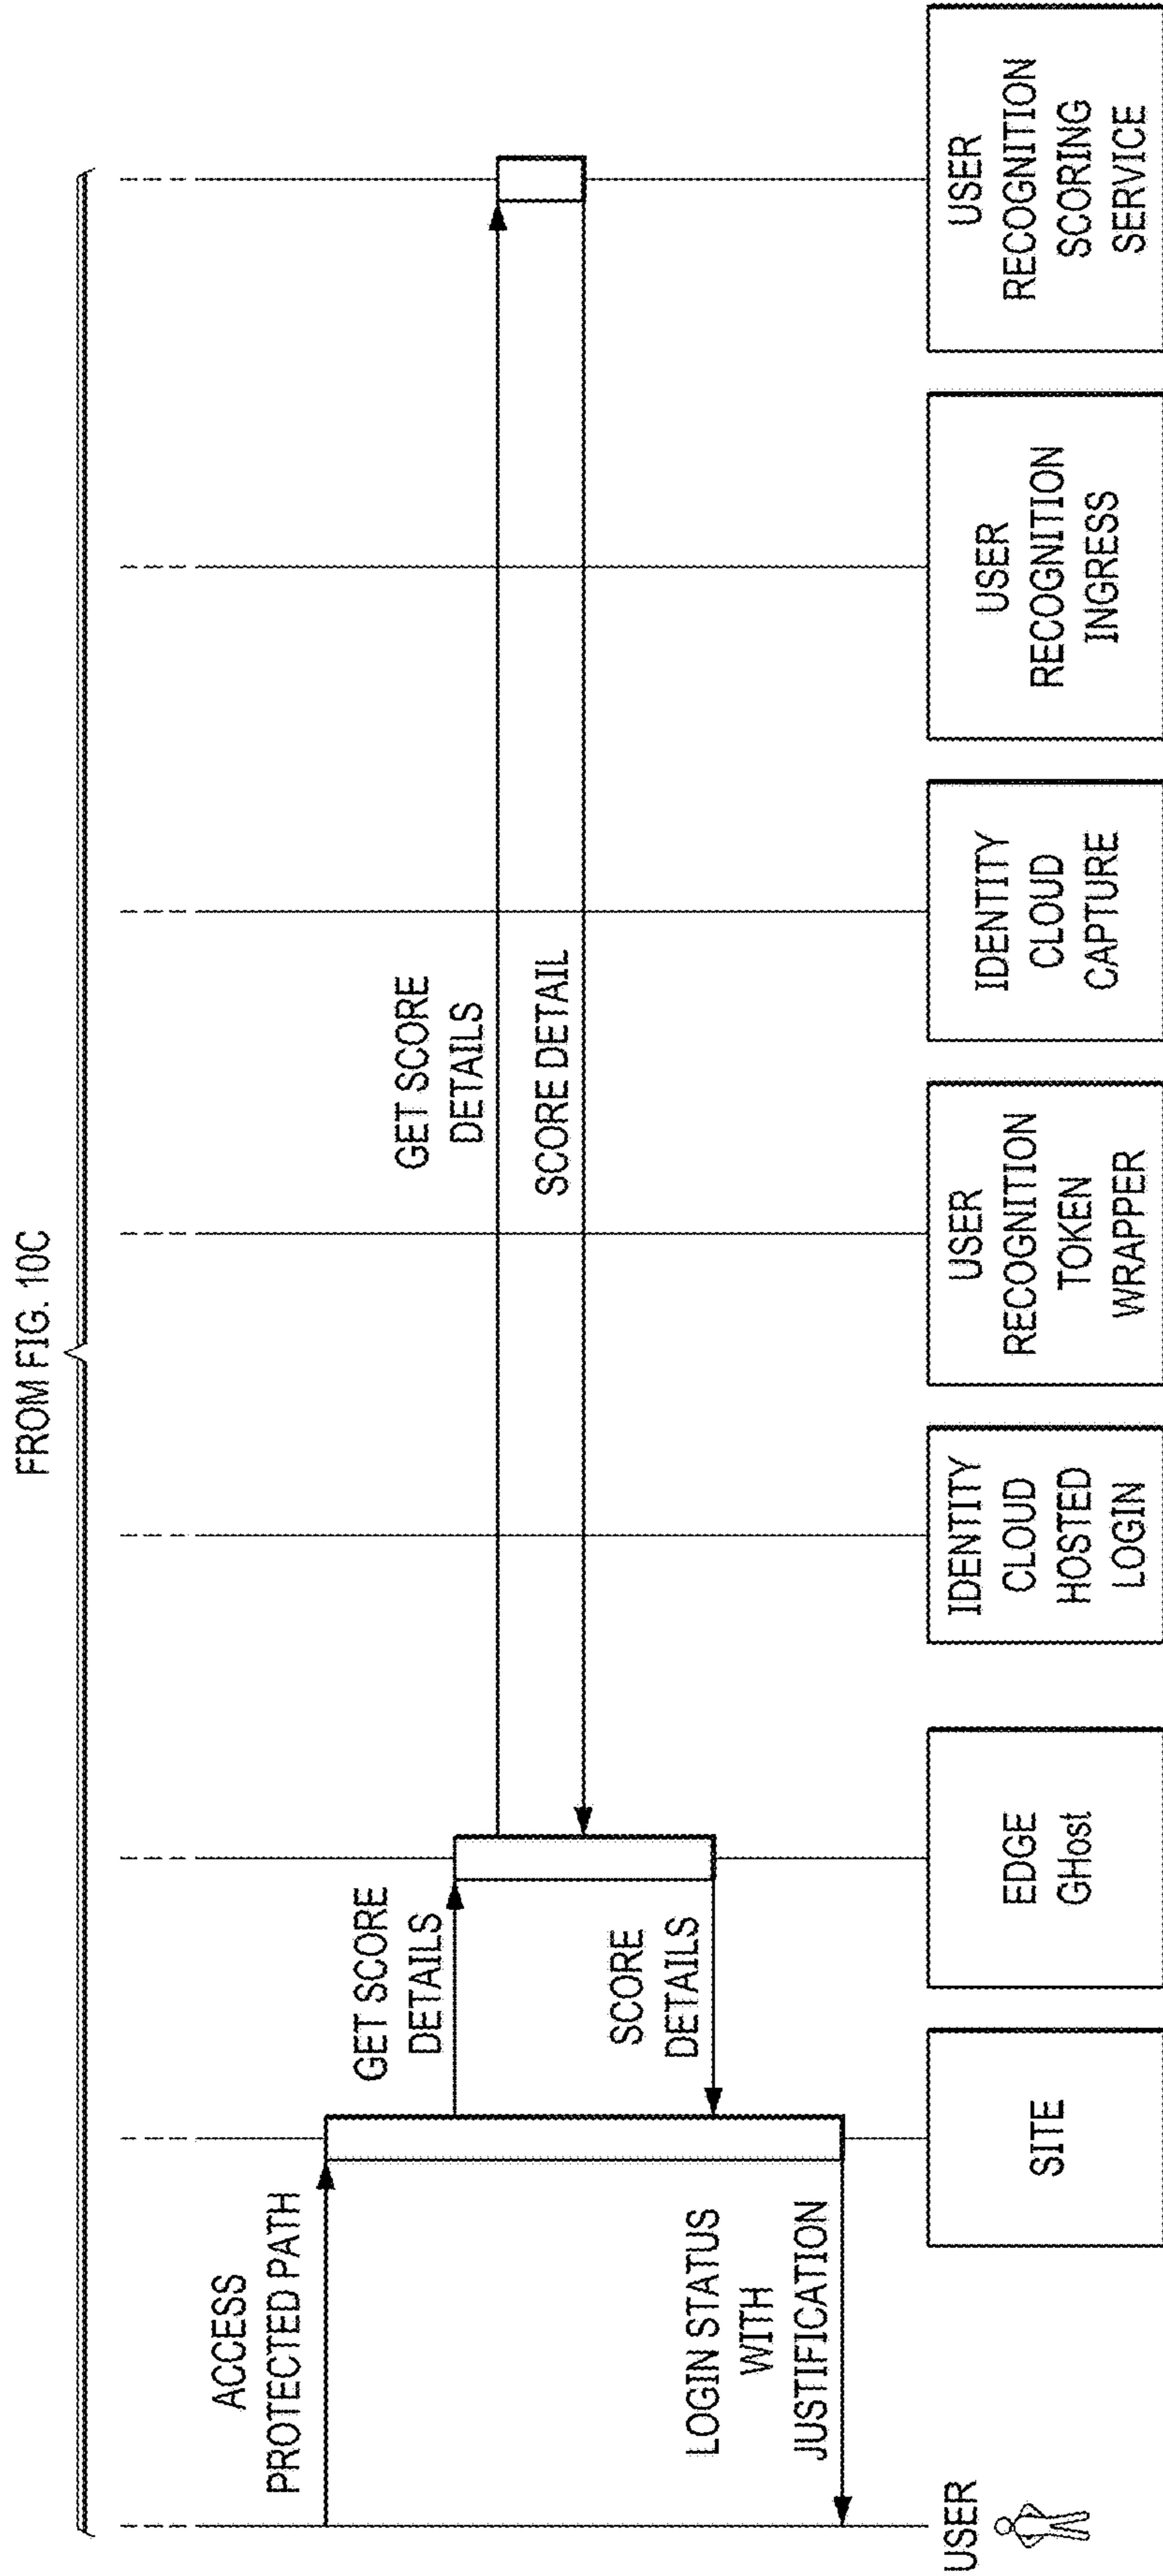 FROM FIG. 10C
ACCESS
PROTECTED PATH
GET SCORE
DETAILS
GET SCORE
DETAILS
SCORE DETAIL
SCORE
DETAILS
LOGIN STATUS
WITH
JUSTIFICATION
USER
SITE
EDGE
GHost
IDENTITY
CLOUD
HOSTED
LOGIN
USER
RECOGNITION
TOKEN
WRAPPER
IDENTITY
CLOUD
CAPTURE
USER
RECOGNITION
INGRESS
USER
RECOGNITION
SCORING
SERVICE